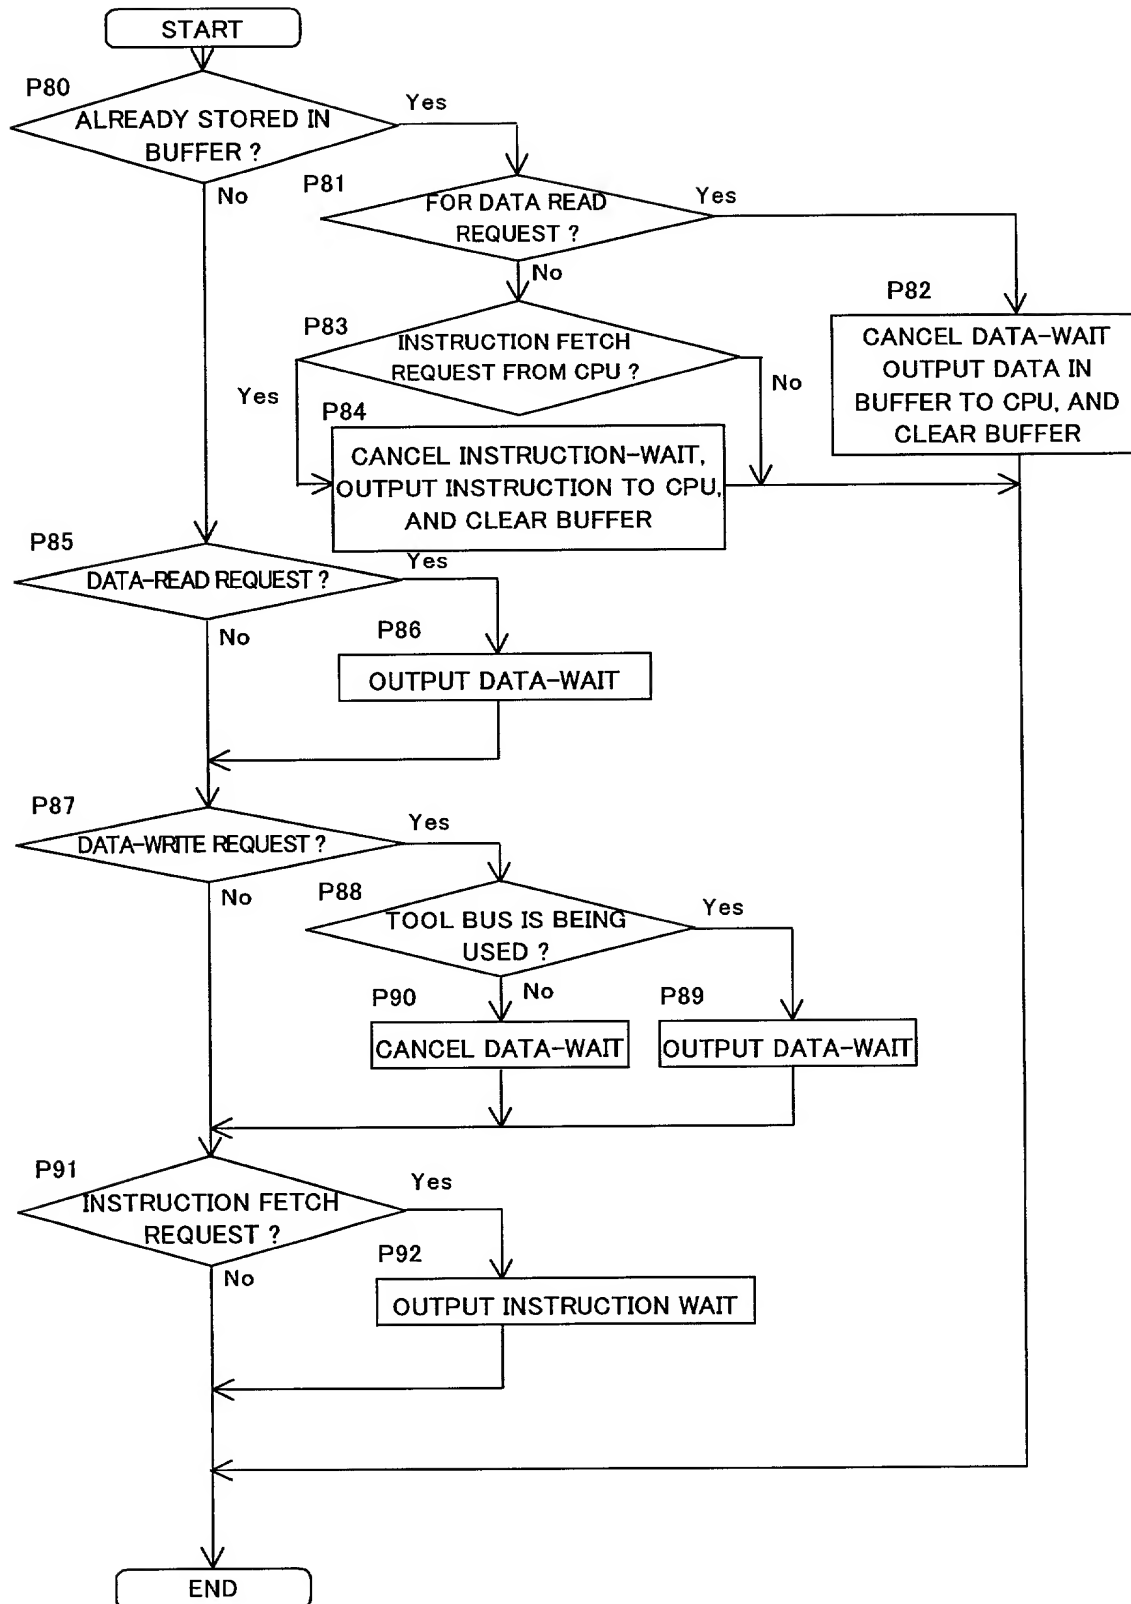 START
P80
Yes
ALREADY STORED IN
BUFFER ?
No
P81
Yes
FOR DATA READ
REQUEST ?
No
P82
CANCEL DATA-WAIT
OUTPUT DATA IN
BUFFER TO CPU, AND
CLEAR BUFFER
P83
INSTRUCTION FETCH
REQUEST FROM CPU ?
Yes
No
P84
CANCEL INSTRUCTION-WAIT,
OUTPUT INSTRUCTION TO CPU,
AND CLEAR BUFFER
P85
Yes
DATA-READ REQUEST ?
No
P86
OUTPUT DATA-WAIT
P87
Yes
DATA-WRITE REQUEST ?
No
P88
Yes
TOOL BUS IS BEING
USED ?
No
P90
CANCEL DATA-WAIT
P89
OUTPUT DATA-WAIT
P91
Yes
INSTRUCTION FETCH
REQUEST ?
No
P92
OUTPUT INSTRUCTION WAIT
END